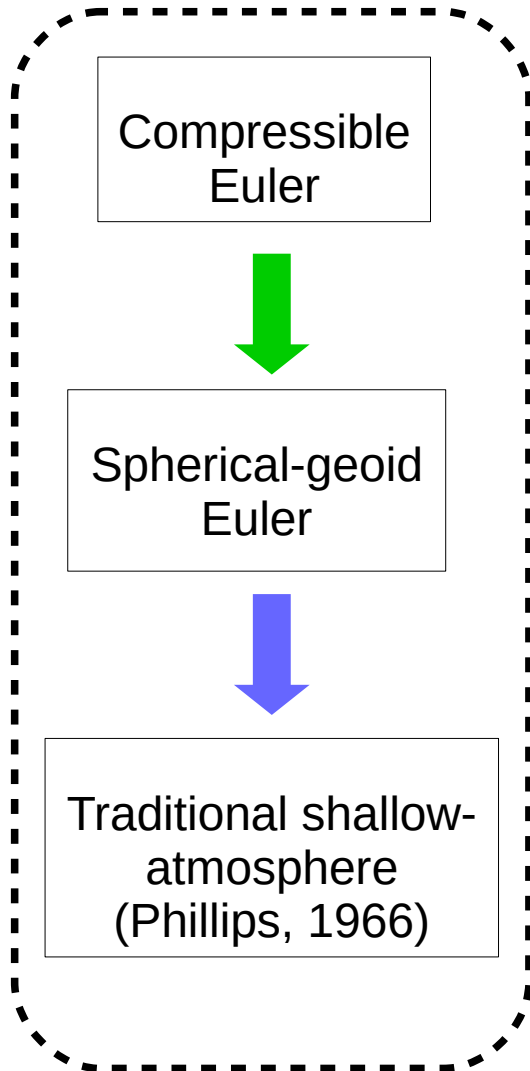 Compressible
Euler
Spherical-geoid
Euler
Traditional shallow-
atmosphere
(Phillips, 1966)